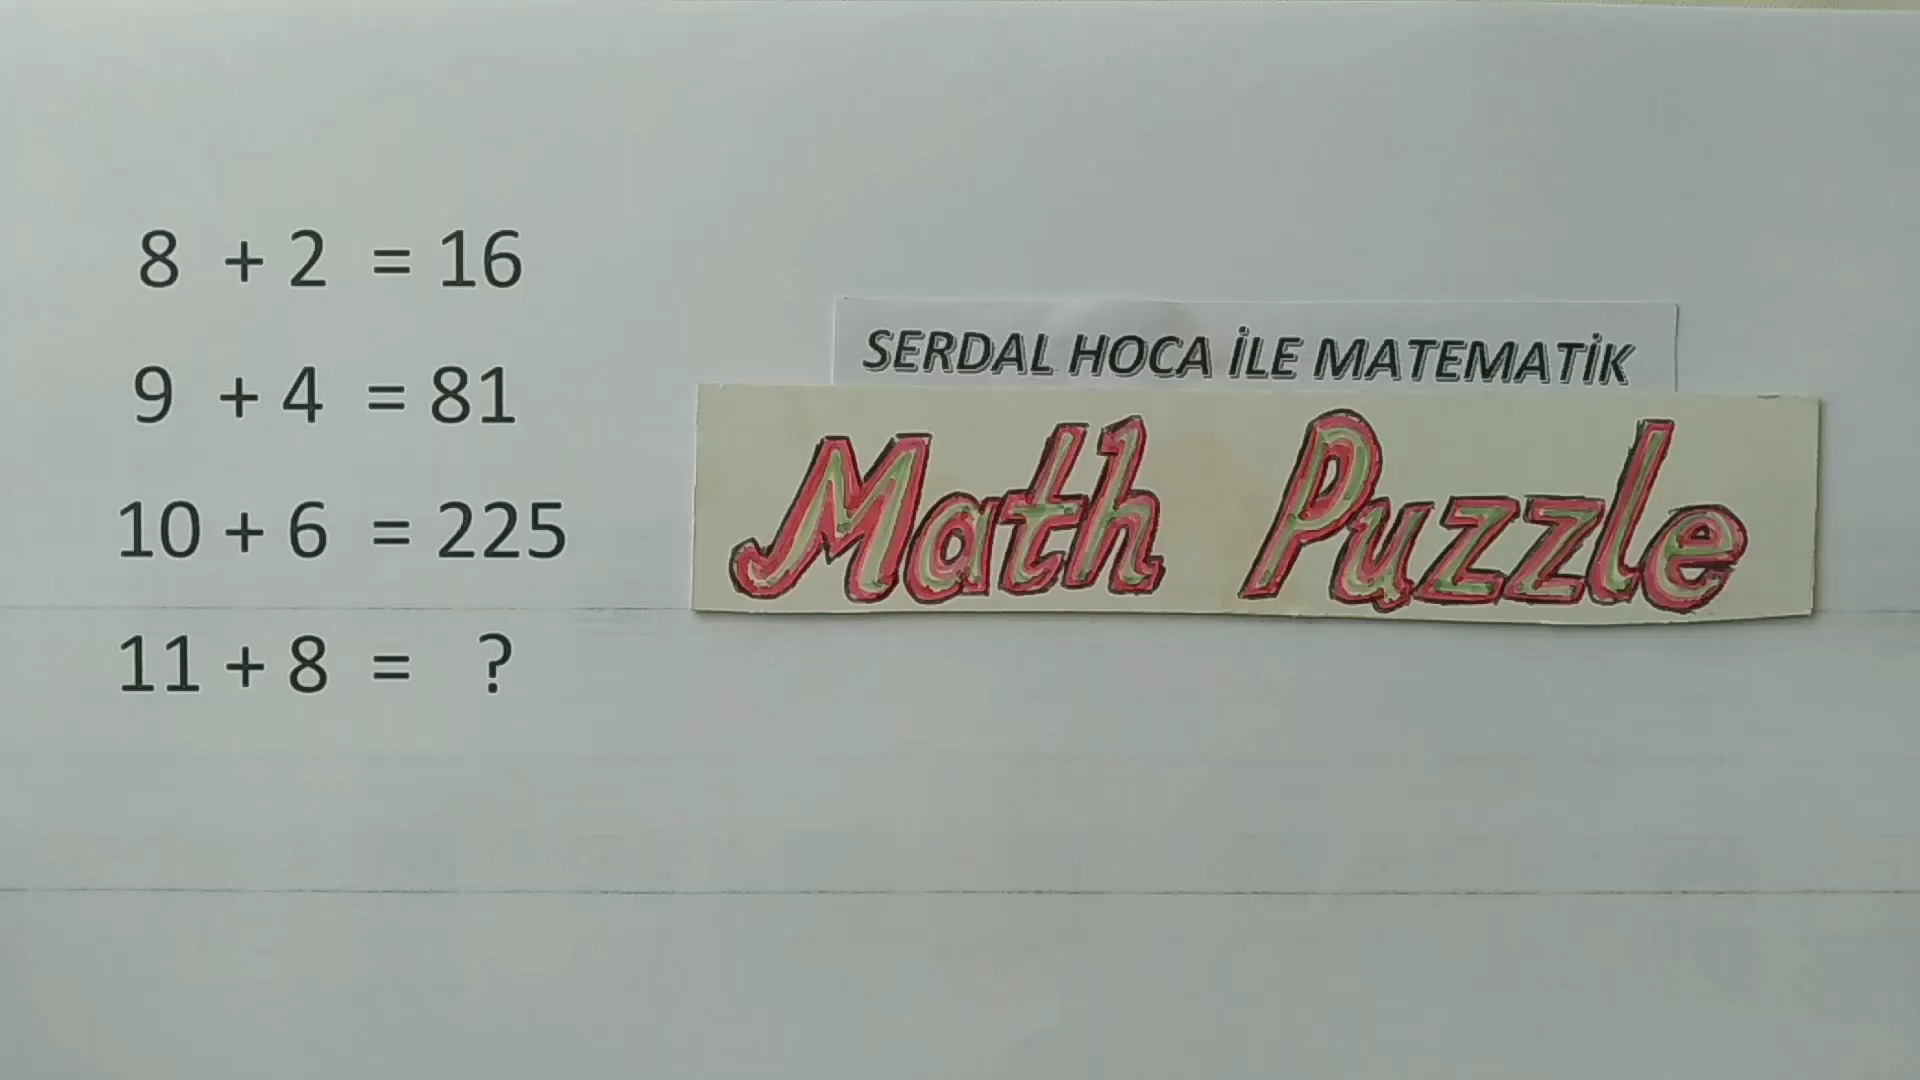 8 + 2 = 16
9 + 4 = 81
10 + 6 = 225
11 + 8 = ?
SERDAL HOCA İLE MATEMATİK
Math Puzzle